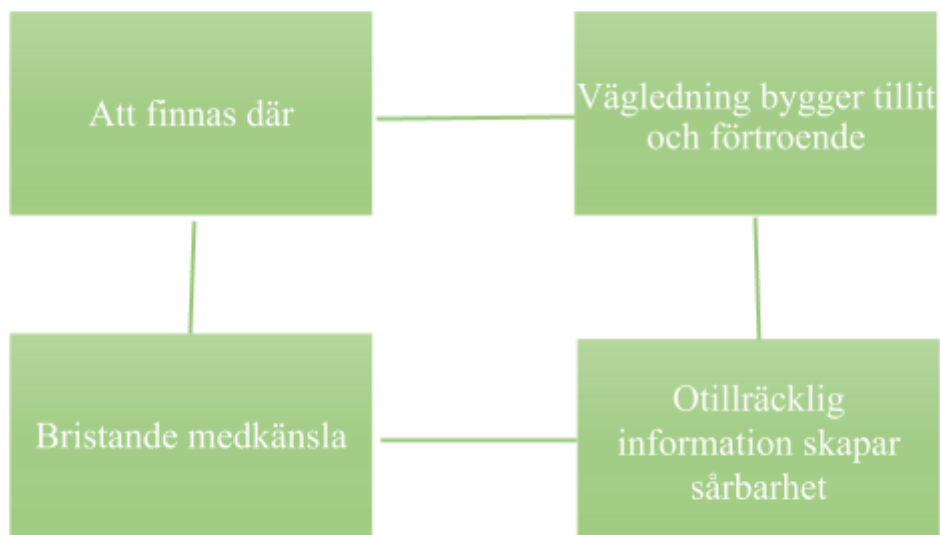 Att finnas där
Vägledning bygger tillit
och förtroende
Bristande medkänsla
Otillräcklig
information skapar
sårbarhet